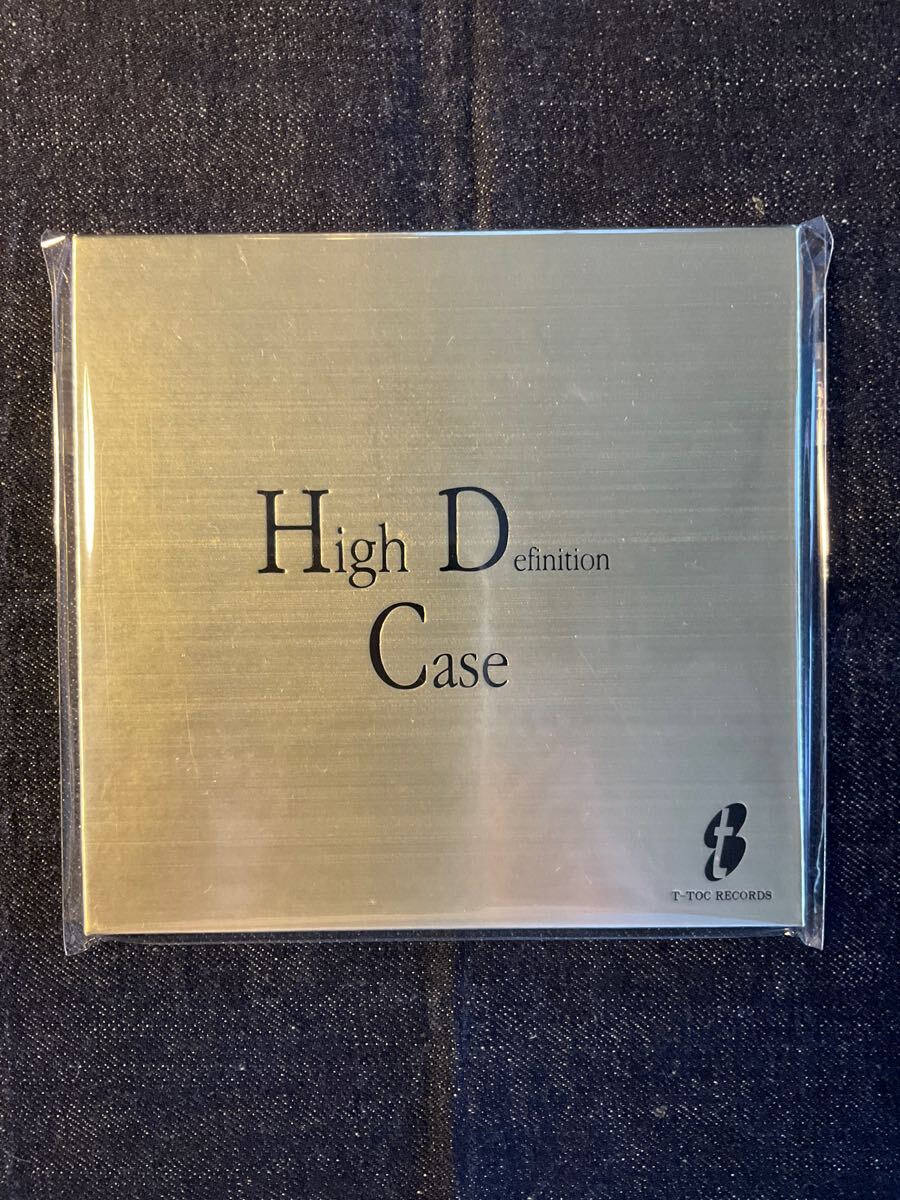 High Definition
Case
t
T-TOC RECORDS